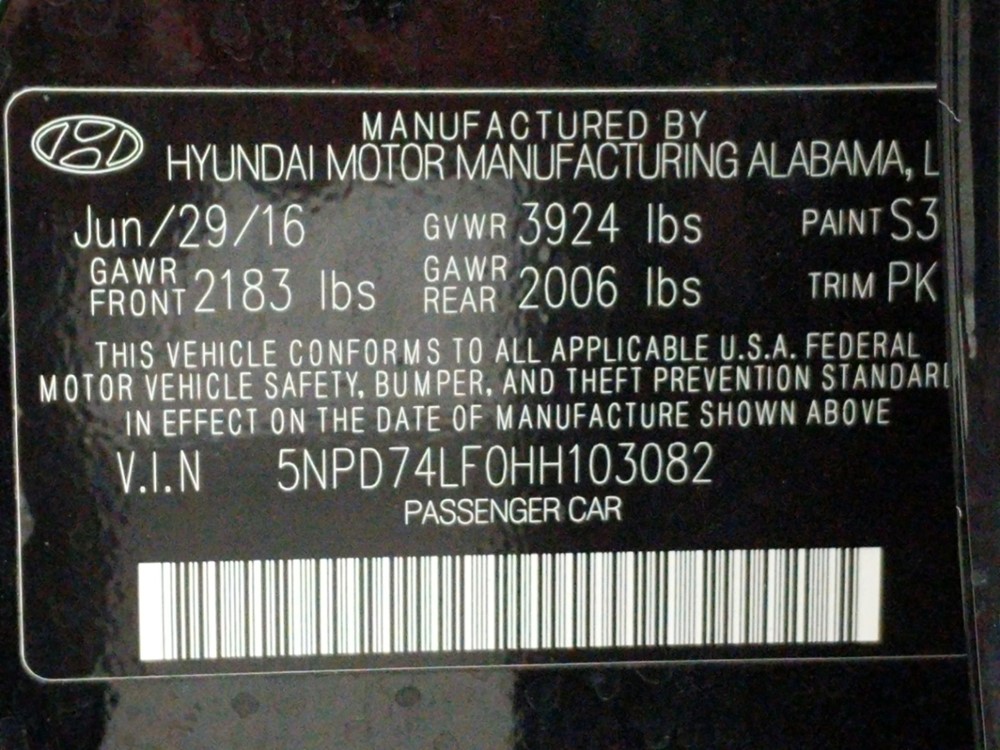 MANUFACTURED BY
HYUNDAI MOTOR MANUFACTURING ALABAMA, L
Jun/29/16 GVWR 3924 lbs PAINT S3
GAWR FRONT 2183 lbs GAWR REAR 2006 lbs TRIM PK
THIS VEHICLE CONFORMS TO ALL APPLICABLE U.S.A. FEDERAL
MOTOR VEHICLE SAFETY, BUMPER, AND THEFT PREVENTION STANDARD
IN EFFECT ON THE DATE OF MANUFACTURE SHOWN ABOVE
V.I.N 5NPD74LF0HH103082
PASSENGER CAR